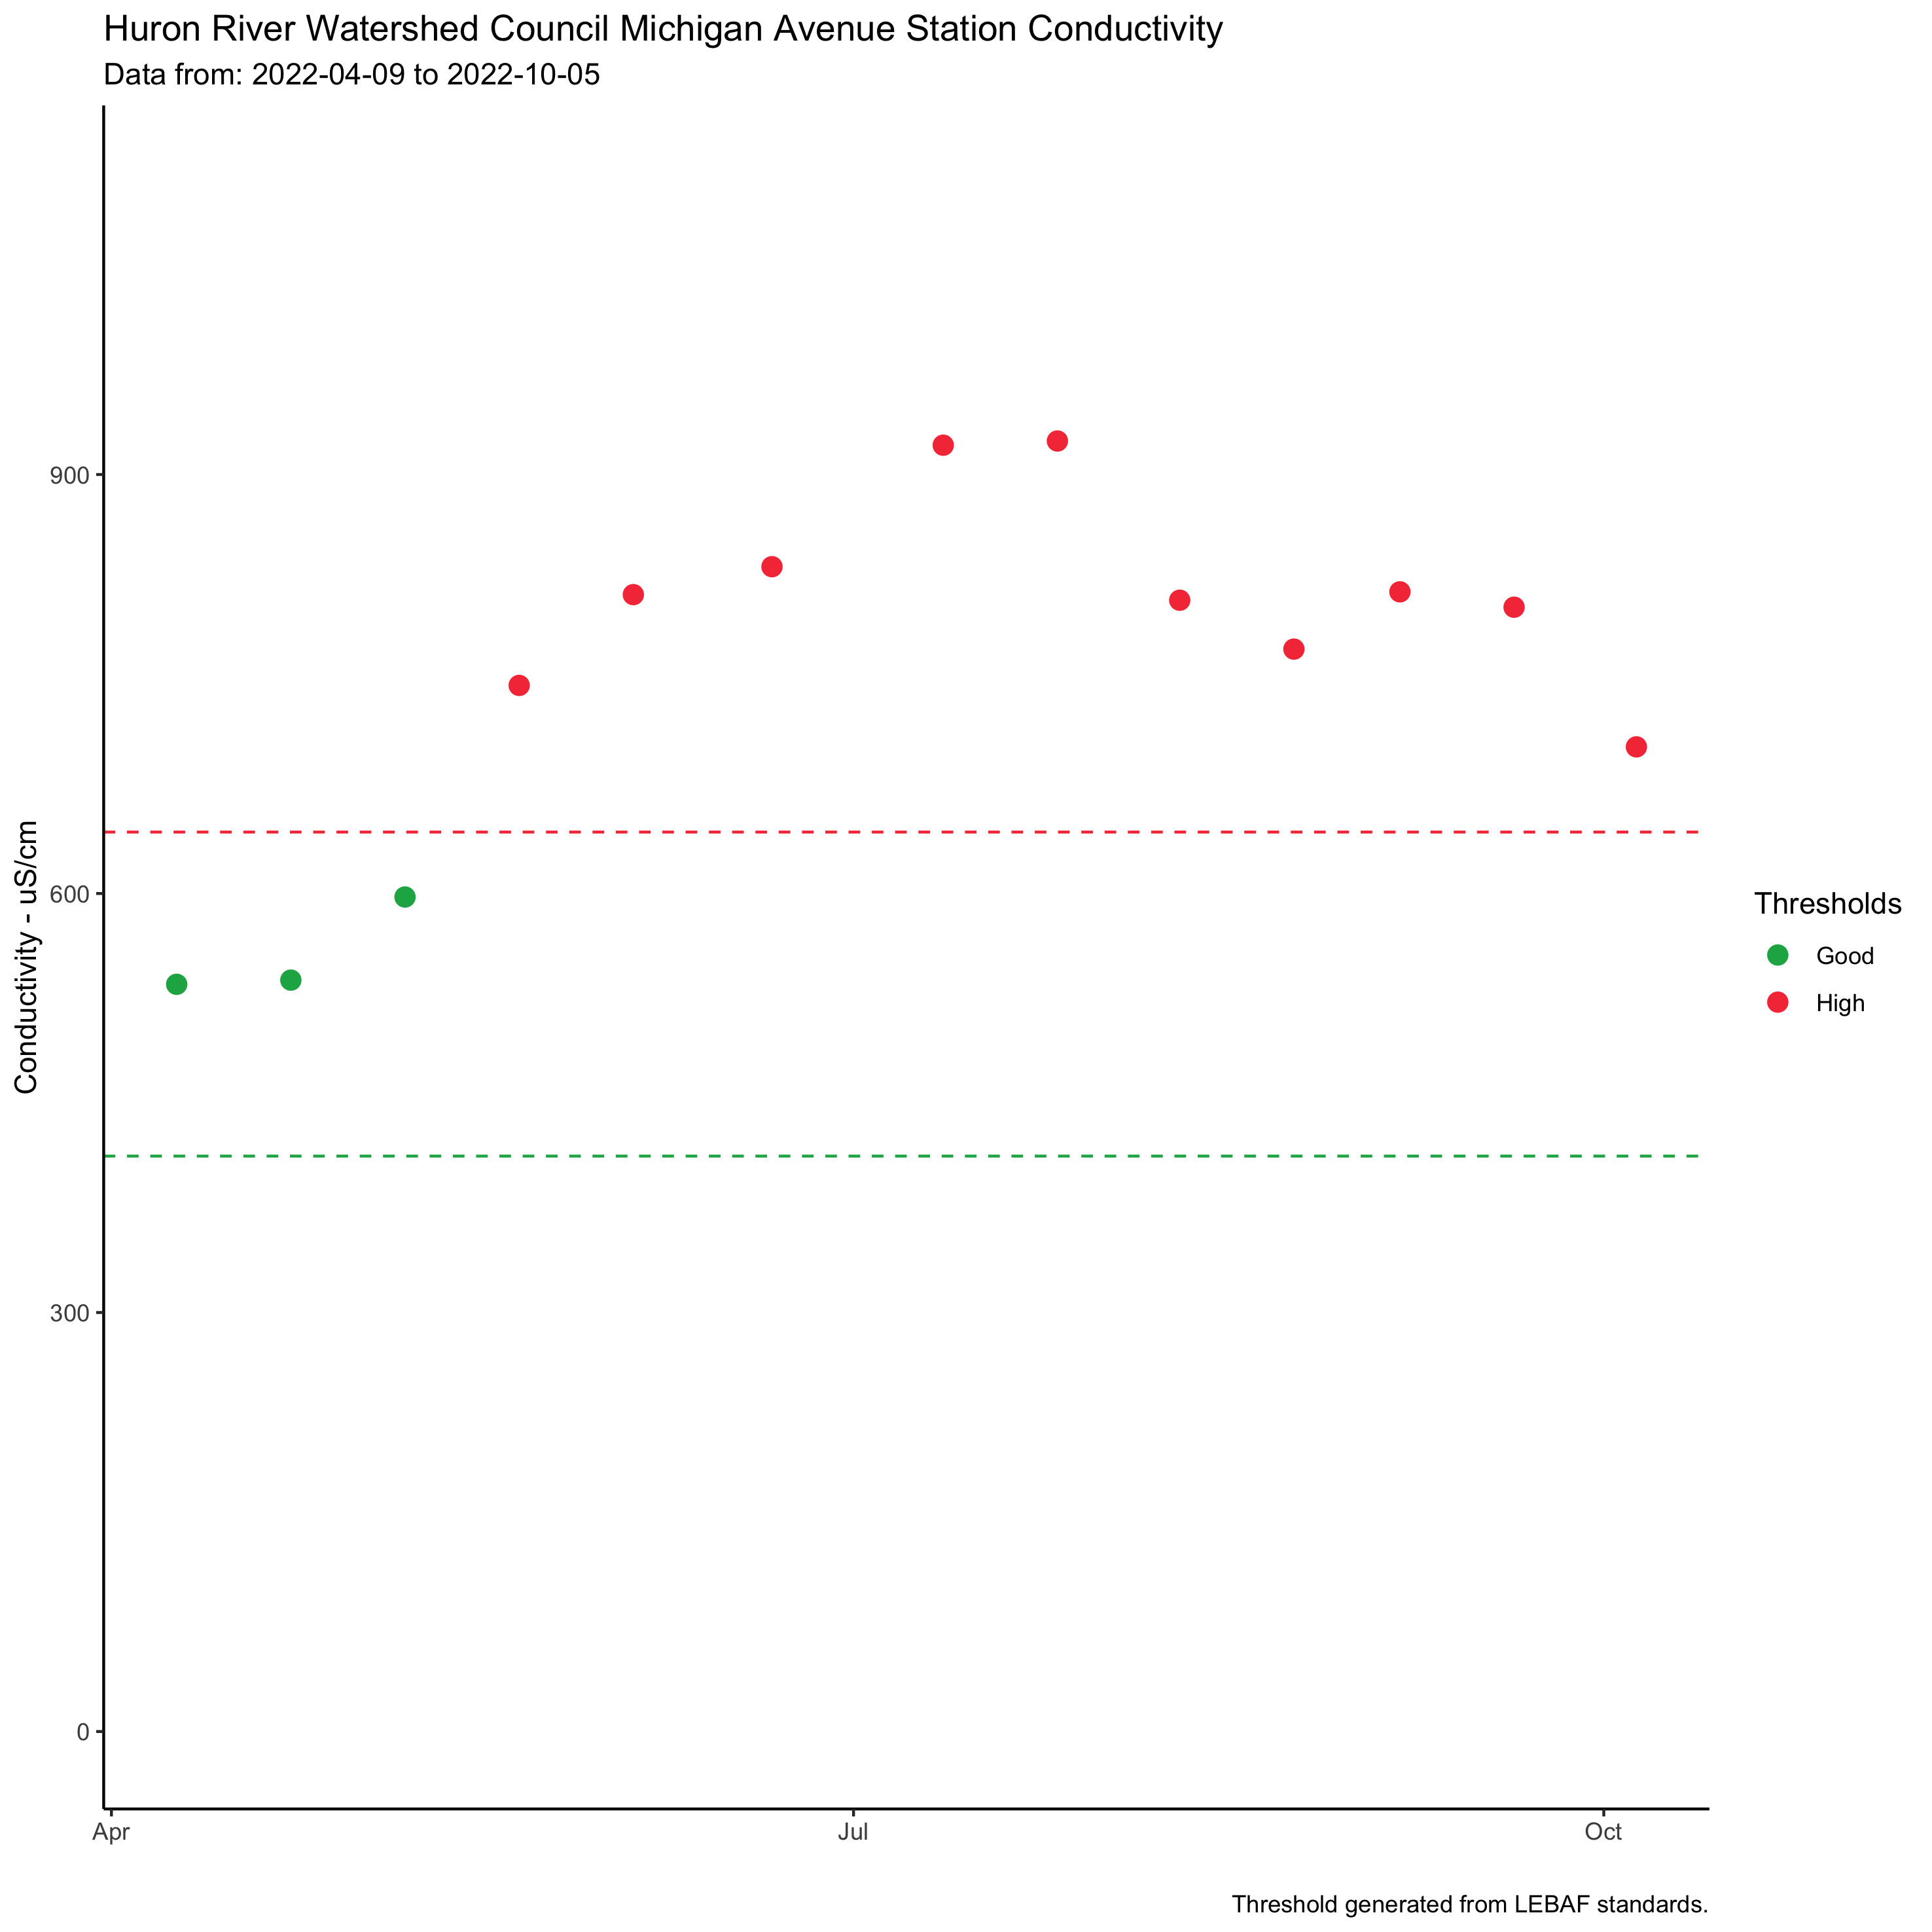 Huron River Watershed Council Michigan Avenue Station Conductivity
Data from: 2022-04-09 to 2022-10-05
Conductivity - uS/cm
900
600
300
0
Apr
Jul
Oct
Thresholds
Good
High
Threshold generated from LEBAF standards.